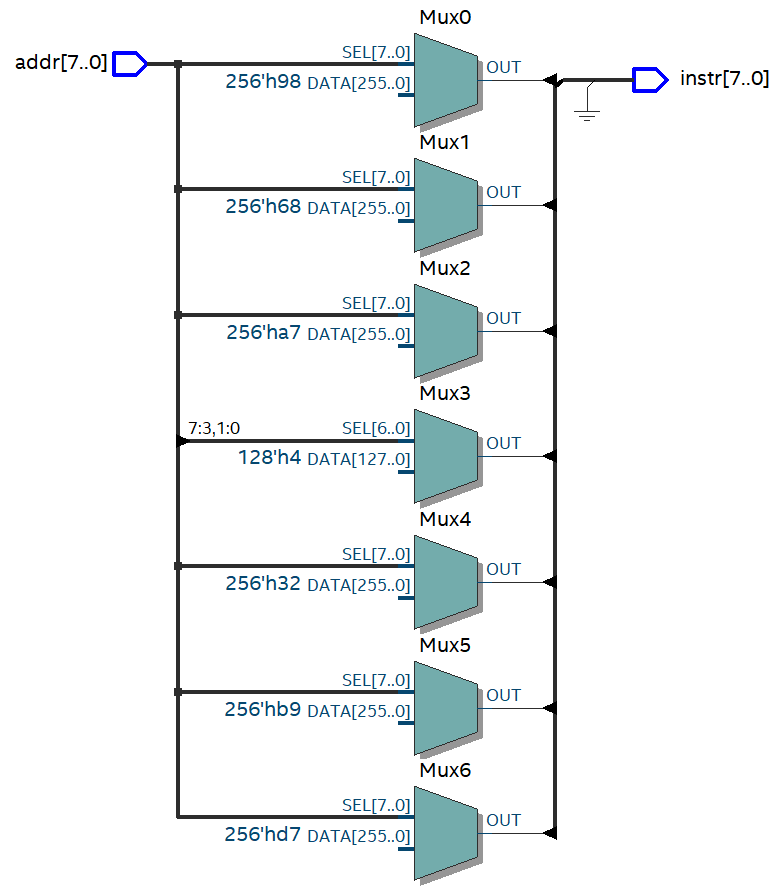 Mux0
addr[7..0] SEL[7..0] OUT instr[7..0]
256'h98 DATA[255..0]
Mux1
SEL[7..0] OUT
256'h68 DATA[255..0]
Mux2
SEL[7..0] OUT
256'ha7 DATA[255..0]
Mux3
7:3,1:0 SEL[6..0] OUT
128'h4 DATA[127..0]
Mux4
SEL[7..0] OUT
256'h32 DATA[255..0]
Mux5
SEL[7..0] OUT
256'hb9 DATA[255..0]
Mux6
SEL[7..0] OUT
256'hd7 DATA[255..0]